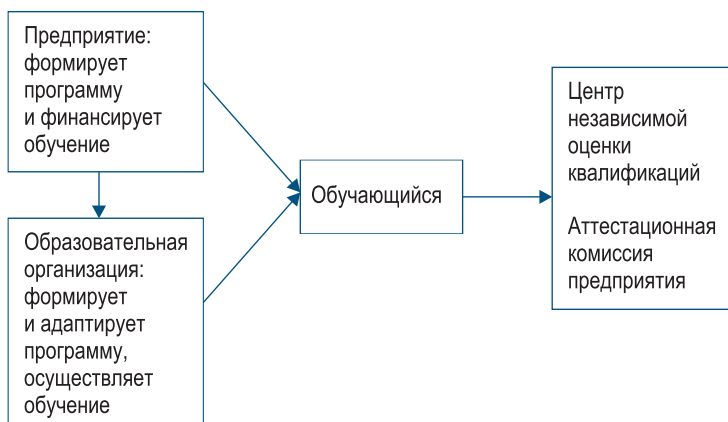 Предприятие:
формирует
программу
и финансирует
обучение
Образовательная
организация:
формирует
и адаптирует
программу,
осуществляет
обучение
Обучающийся
Центр
независимой
оценки
квалификаций
Аттестационная
комиссия
предприятия